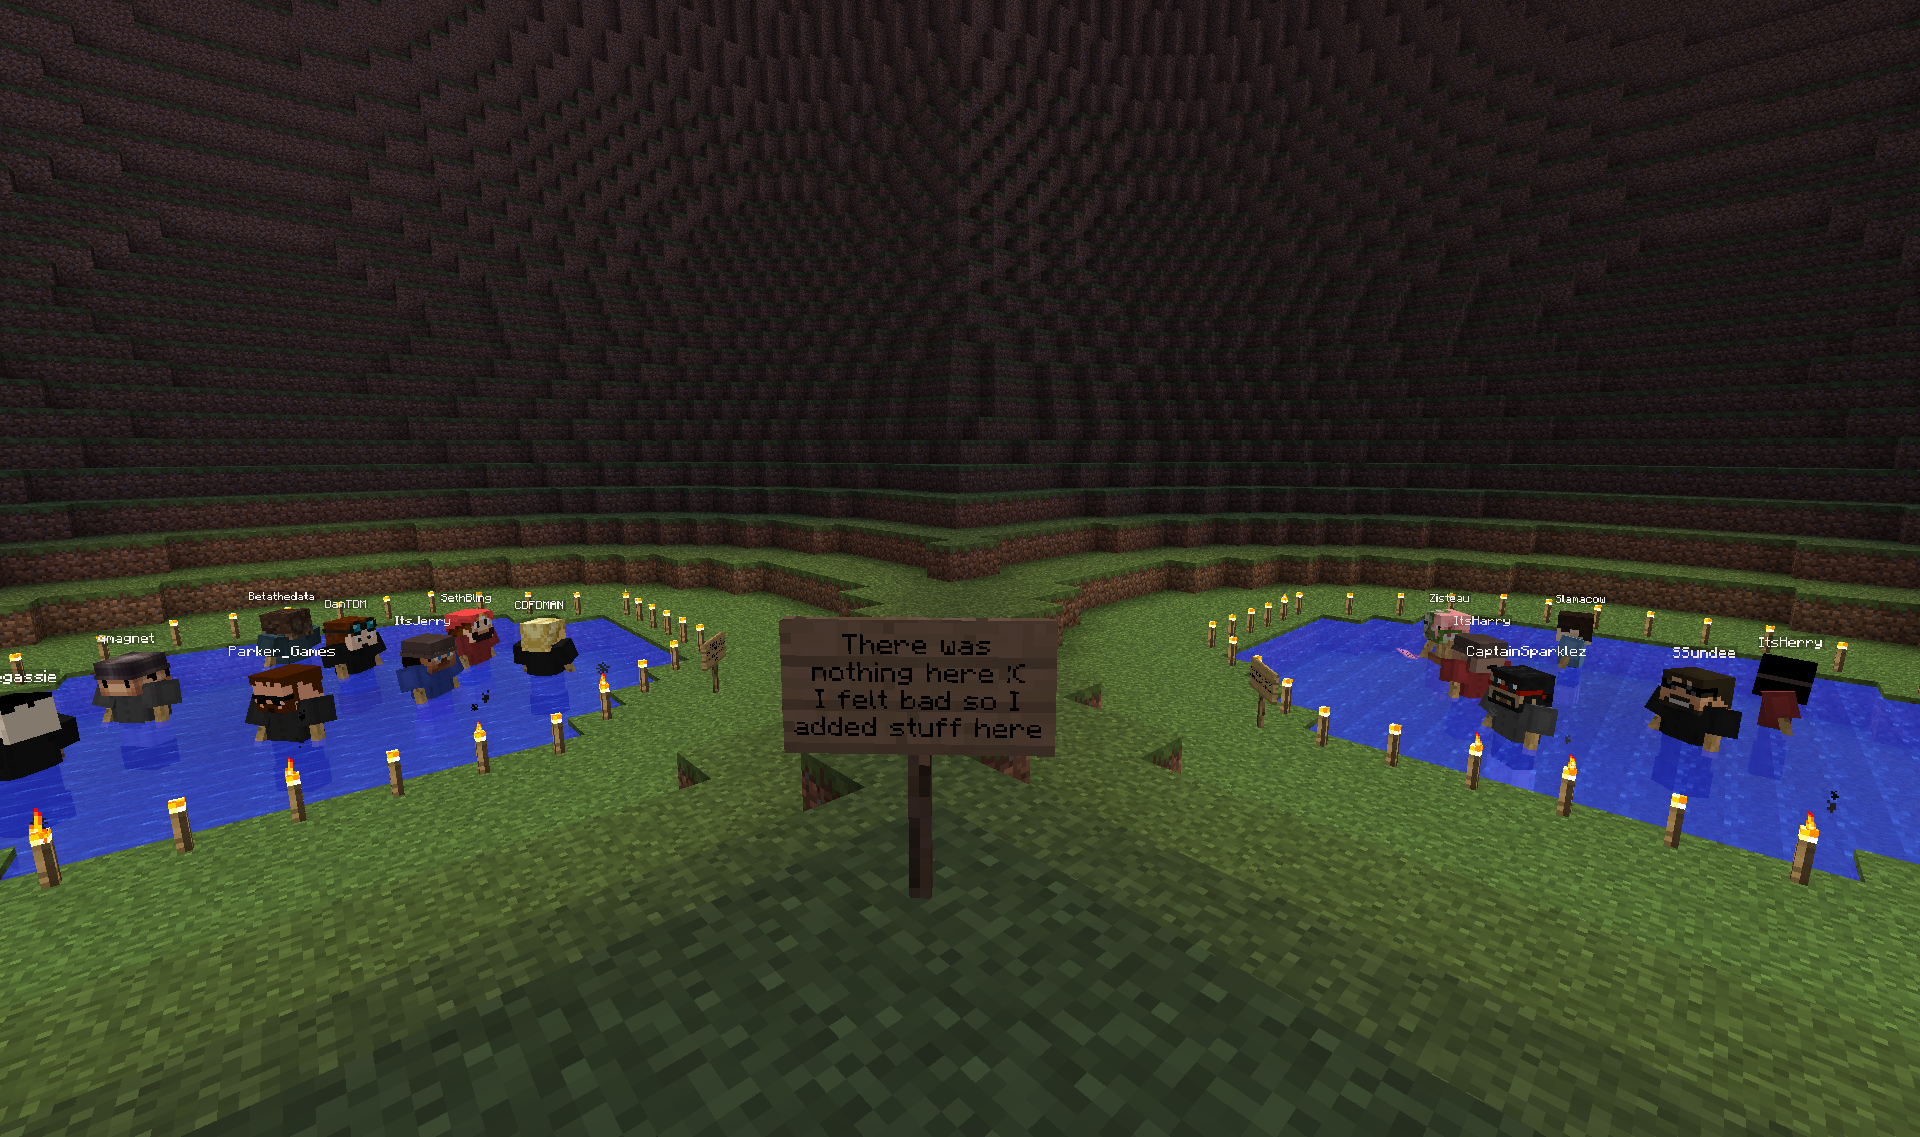 Betathedata
DanTDM
SethBling
CDFDMAN
ItsJerry
magnet
Parker_Games
gassie
There was
nothing here :(
I felt bad so I
added stuff here
Zisteau
Slamacow
ItsHarry
CaptainSparklez
SSundee
ItsHerry